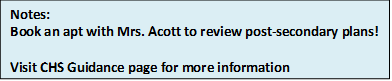 Notes:
Book an apt with Mrs. Acott to review post-secondary plans!
Visit CHS Guidance page for more information